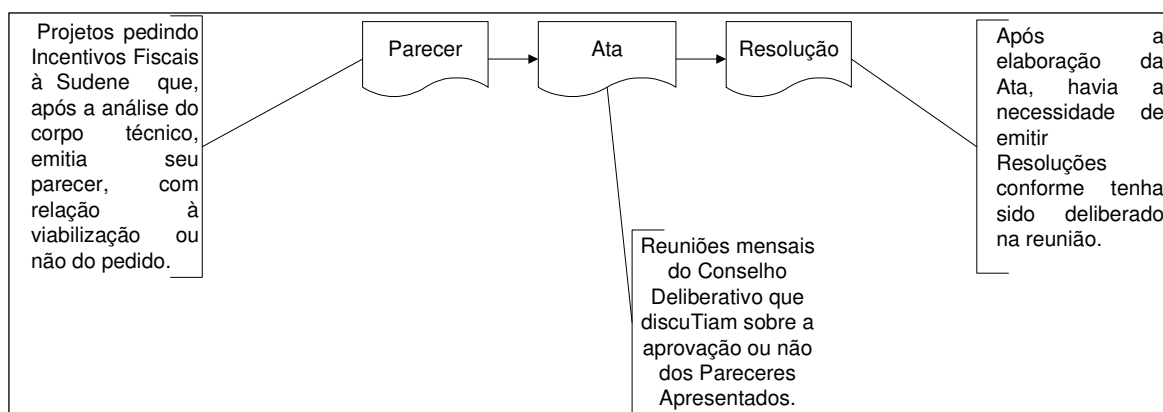 Projetos pedindo
Incentivos Fiscais
à Sudene que,
após a análise do
corpo técnico,
emitia seu
parecer, com
relação à
viabilização ou
não do pedido.
Parecer
Ata
Resolução
Após a
elaboração da
Ata, havia a
necessidade de
emitir
Resoluções
conforme tenha
sido deliberado
na reunião.
Reuniões mensais
do Conselho
Deliberativo que
discuTiam sobre a
aprovação ou não
dos Pareceres
Apresentados.